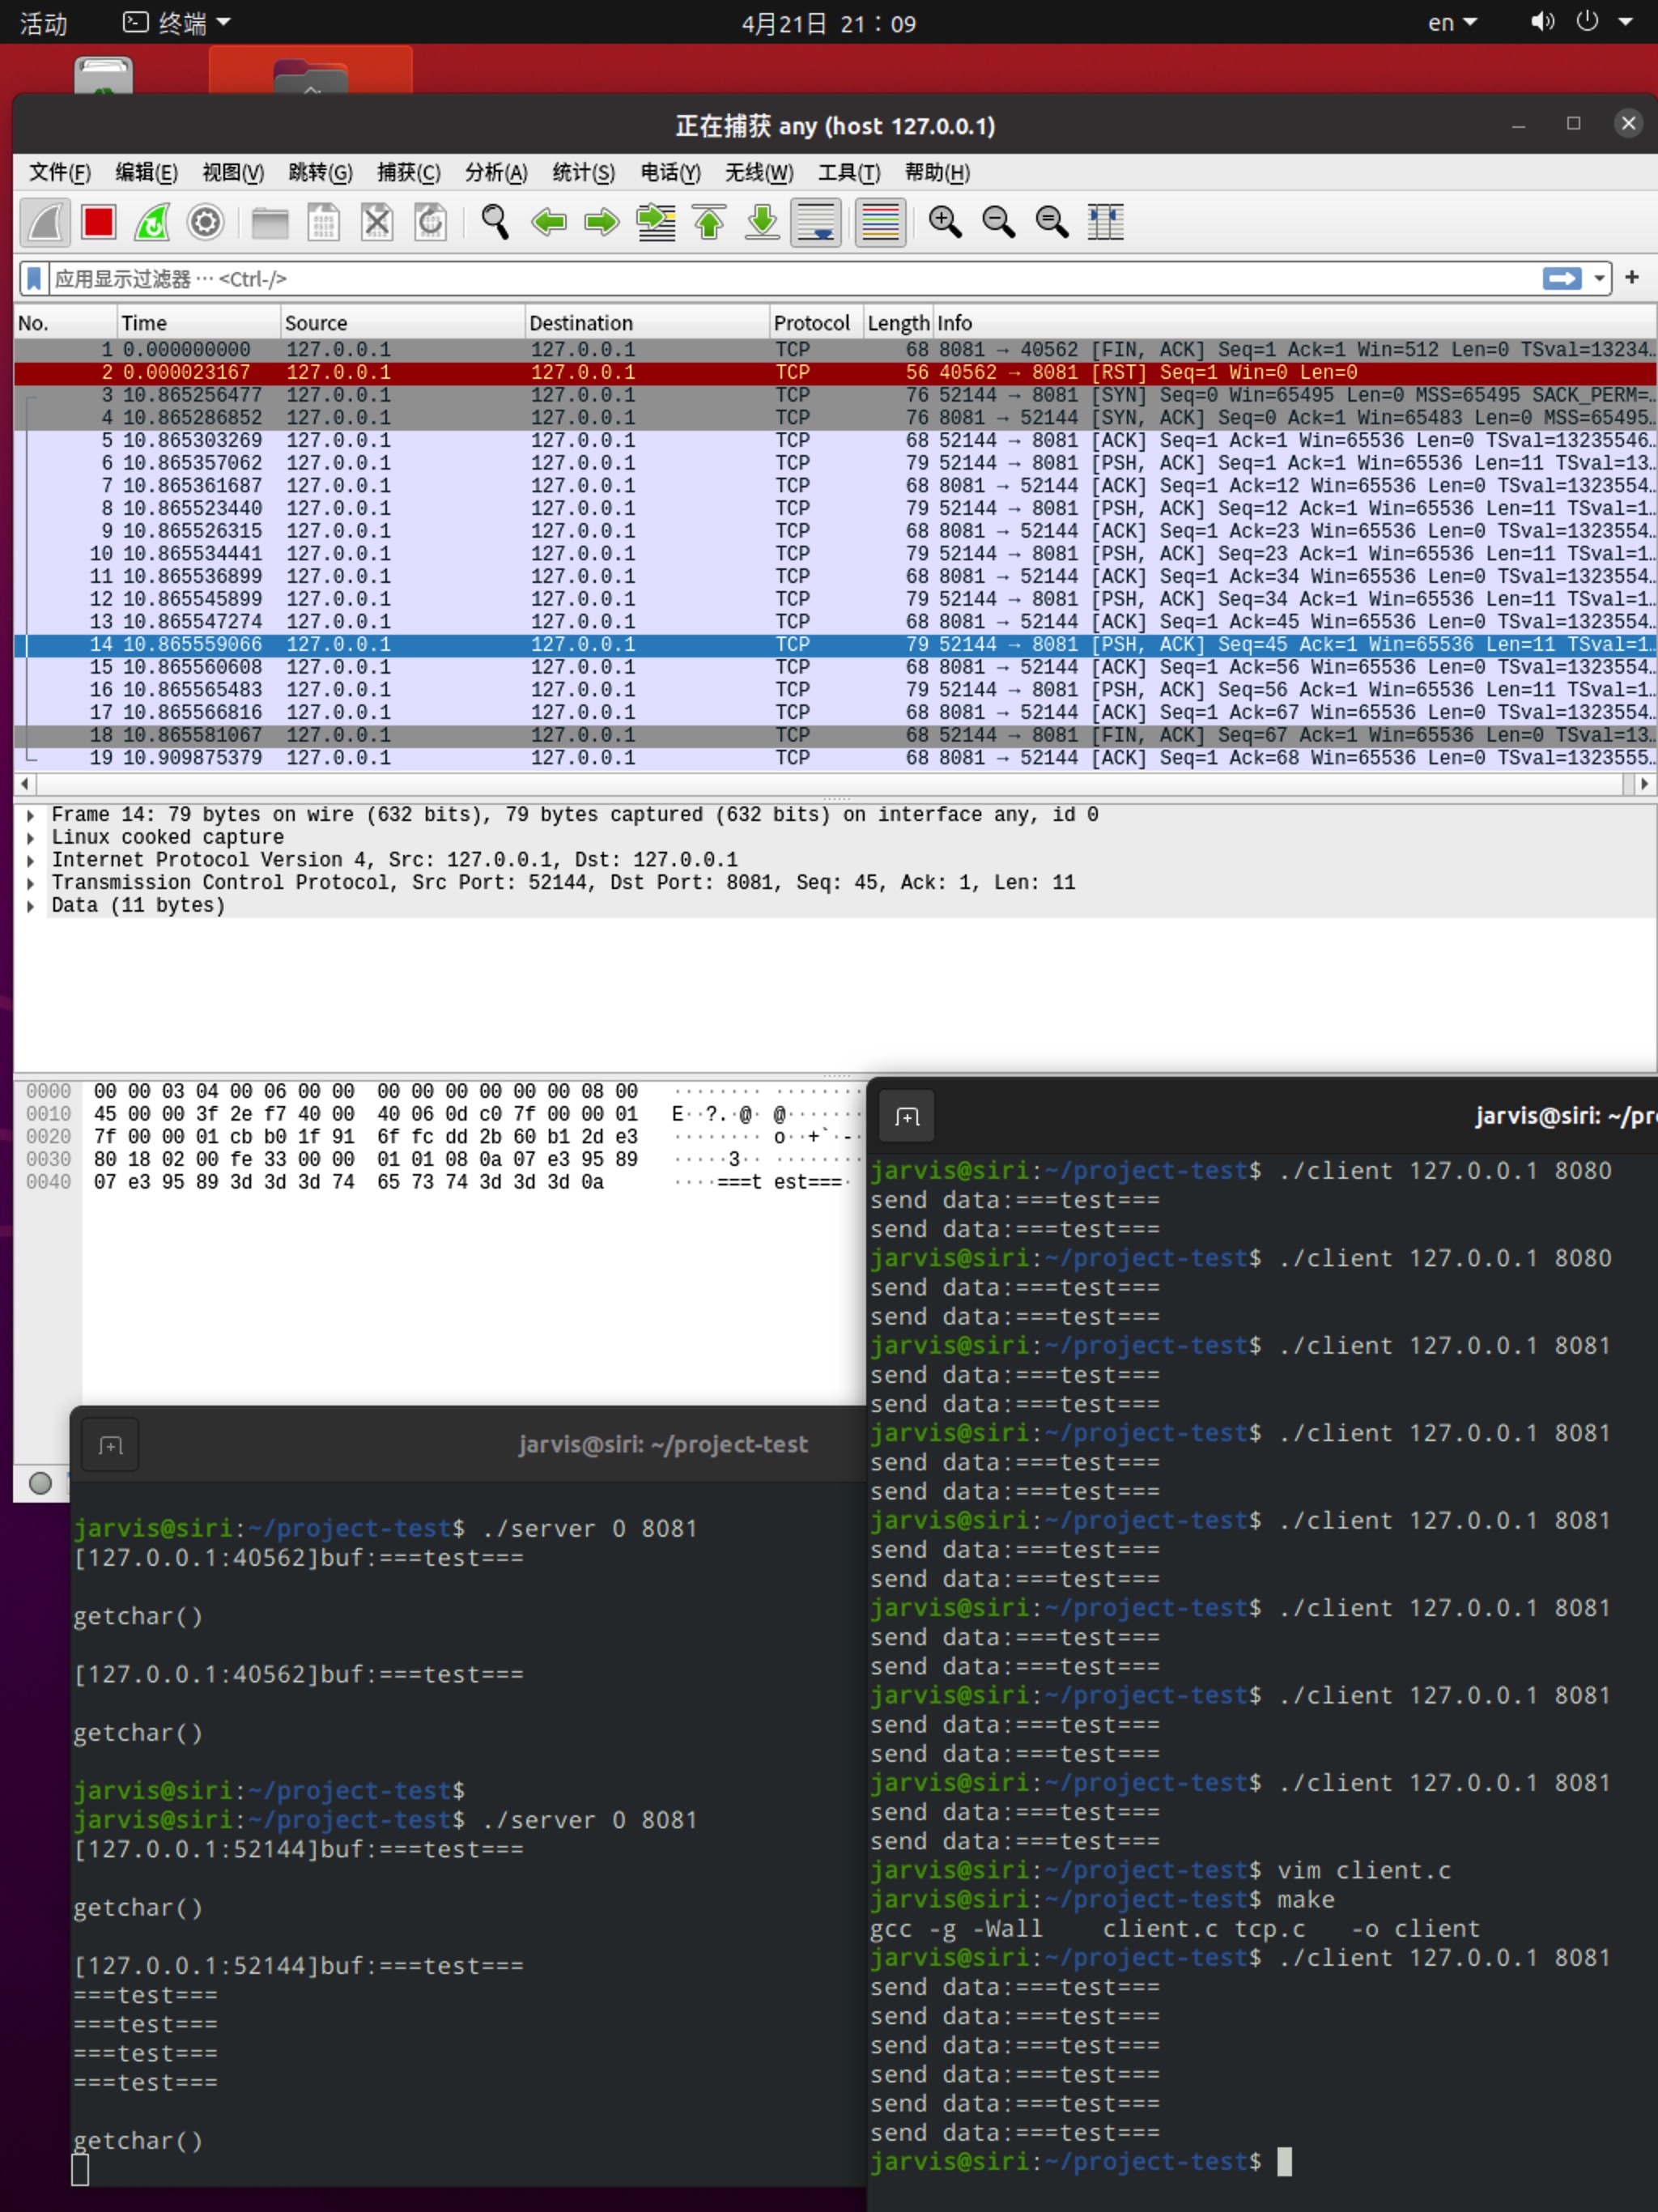 活动 终端 4月21日 21：09 en
正在捕获 any (host 127.0.0.1)
文件(F) 编辑(E) 视图(V) 跳转(G) 捕获(C) 分析(A) 统计(S) 电话(Y) 无线(W) 工具(T) 帮助(H)
应用显示过滤器 … <Ctrl-/>
No. Time Source Destination Protocol Length Info
1 0.000000000 127.0.0.1 127.0.0.1 TCP 68 8081 → 40562 [FIN, ACK] Seq=1 Ack=1 Win=512 Len=0 TSval=13234…
2 0.000023167 127.0.0.1 127.0.0.1 TCP 56 40562 → 8081 [RST] Seq=1 Win=0 Len=0
3 10.865256477 127.0.0.1 127.0.0.1 TCP 76 52144 → 8081 [SYN] Seq=0 Win=65495 Len=0 MSS=65495 SACK_PERM=…
4 10.865286852 127.0.0.1 127.0.0.1 TCP 76 8081 → 52144 [SYN, ACK] Seq=0 Ack=1 Win=65483 Len=0 MSS=65495…
5 10.865303269 127.0.0.1 127.0.0.1 TCP 68 52144 → 8081 [ACK] Seq=1 Ack=1 Win=65536 Len=0 TSval=13235546…
6 10.865357062 127.0.0.1 127.0.0.1 TCP 79 52144 → 8081 [PSH, ACK] Seq=1 Ack=1 Win=65536 Len=11 TSval=13…
7 10.865361687 127.0.0.1 127.0.0.1 TCP 68 8081 → 52144 [ACK] Seq=1 Ack=12 Win=65536 Len=0 TSval=1323554…
8 10.865523440 127.0.0.1 127.0.0.1 TCP 79 52144 → 8081 [PSH, ACK] Seq=12 Ack=1 Win=65536 Len=11 TSval=1…
9 10.865526315 127.0.0.1 127.0.0.1 TCP 68 8081 → 52144 [ACK] Seq=1 Ack=23 Win=65536 Len=0 TSval=1323554…
10 10.865534441 127.0.0.1 127.0.0.1 TCP 79 52144 → 8081 [PSH, ACK] Seq=23 Ack=1 Win=65536 Len=11 TSval=1…
11 10.865536899 127.0.0.1 127.0.0.1 TCP 68 8081 → 52144 [ACK] Seq=1 Ack=34 Win=65536 Len=0 TSval=1323554…
12 10.865545899 127.0.0.1 127.0.0.1 TCP 79 52144 → 8081 [PSH, ACK] Seq=34 Ack=1 Win=65536 Len=11 TSval=1…
13 10.865547274 127.0.0.1 127.0.0.1 TCP 68 8081 → 52144 [ACK] Seq=1 Ack=45 Win=65536 Len=0 TSval=1323554…
14 10.865559066 127.0.0.1 127.0.0.1 TCP 79 52144 → 8081 [PSH, ACK] Seq=45 Ack=1 Win=65536 Len=11 TSval=1…
15 10.865560608 127.0.0.1 127.0.0.1 TCP 68 8081 → 52144 [ACK] Seq=1 Ack=56 Win=65536 Len=0 TSval=1323554…
16 10.865565483 127.0.0.1 127.0.0.1 TCP 79 52144 → 8081 [PSH, ACK] Seq=56 Ack=1 Win=65536 Len=11 TSval=1…
17 10.865566816 127.0.0.1 127.0.0.1 TCP 68 8081 → 52144 [ACK] Seq=1 Ack=67 Win=65536 Len=0 TSval=1323554…
18 10.865581067 127.0.0.1 127.0.0.1 TCP 68 52144 → 8081 [FIN, ACK] Seq=67 Ack=1 Win=65536 Len=0 TSval=13…
19 10.909875379 127.0.0.1 127.0.0.1 TCP 68 8081 → 52144 [ACK] Seq=1 Ack=68 Win=65536 Len=0 TSval=1323555…
Frame 14: 79 bytes on wire (632 bits), 79 bytes captured (632 bits) on interface any, id 0
Linux cooked capture
Internet Protocol Version 4, Src: 127.0.0.1, Dst: 127.0.0.1
Transmission Control Protocol, Src Port: 52144, Dst Port: 8081, Seq: 45, Ack: 1, Len: 11
Data (11 bytes)
0000 00 00 03 04 00 06 00 00 00 00 00 00 00 00 08 00 ········ ········
0010 45 00 00 3f 2e f7 40 00 40 06 0d c0 7f 00 00 01 E··?.·@· @·······
0020 7f 00 00 01 cb b0 1f 91 6f fc dd 2b 60 b1 2d e3 ········ o··+`·-·
0030 80 18 02 00 fe 33 00 00 01 01 08 0a 07 e3 95 89 ·····3·· ········
0040 07 e3 95 89 3d 3d 3d 74 65 73 74 3d 3d 3d 0a ····===t est===·
jarvis@siri: ~/project-test
jarvis@siri:~/project-test$ ./server 0 8081
[127.0.0.1:40562]buf:===test===
getchar()
[127.0.0.1:40562]buf:===test===
getchar()
jarvis@siri:~/project-test$
jarvis@siri:~/project-test$ ./server 0 8081
[127.0.0.1:52144]buf:===test===
getchar()
[127.0.0.1:52144]buf:===test===
===test===
===test===
===test===
===test===
getchar()
jarvis@siri: ~/pro
jarvis@siri:~/project-test$ ./client 127.0.0.1 8080
send data:===test===
send data:===test===
jarvis@siri:~/project-test$ ./client 127.0.0.1 8080
send data:===test===
send data:===test===
jarvis@siri:~/project-test$ ./client 127.0.0.1 8081
send data:===test===
send data:===test===
jarvis@siri:~/project-test$ ./client 127.0.0.1 8081
send data:===test===
send data:===test===
jarvis@siri:~/project-test$ ./client 127.0.0.1 8081
send data:===test===
send data:===test===
jarvis@siri:~/project-test$ ./client 127.0.0.1 8081
send data:===test===
send data:===test===
jarvis@siri:~/project-test$ ./client 127.0.0.1 8081
send data:===test===
send data:===test===
jarvis@siri:~/project-test$ ./client 127.0.0.1 8081
send data:===test===
send data:===test===
jarvis@siri:~/project-test$ vim client.c
jarvis@siri:~/project-test$ make
gcc -g -Wall client.c tcp.c -o client
jarvis@siri:~/project-test$ ./client 127.0.0.1 8081
send data:===test===
send data:===test===
send data:===test===
send data:===test===
send data:===test===
send data:===test===
jarvis@siri:~/project-test$